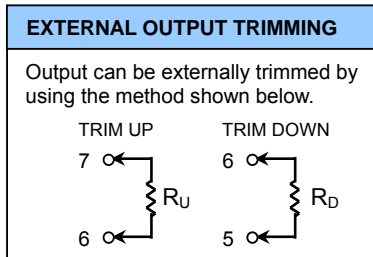 EXTERNAL OUTPUT TRIMMING
Output can be externally trimmed by
using the method shown below.
TRIM UP TRIM DOWN
7 6
RU RD
6 5